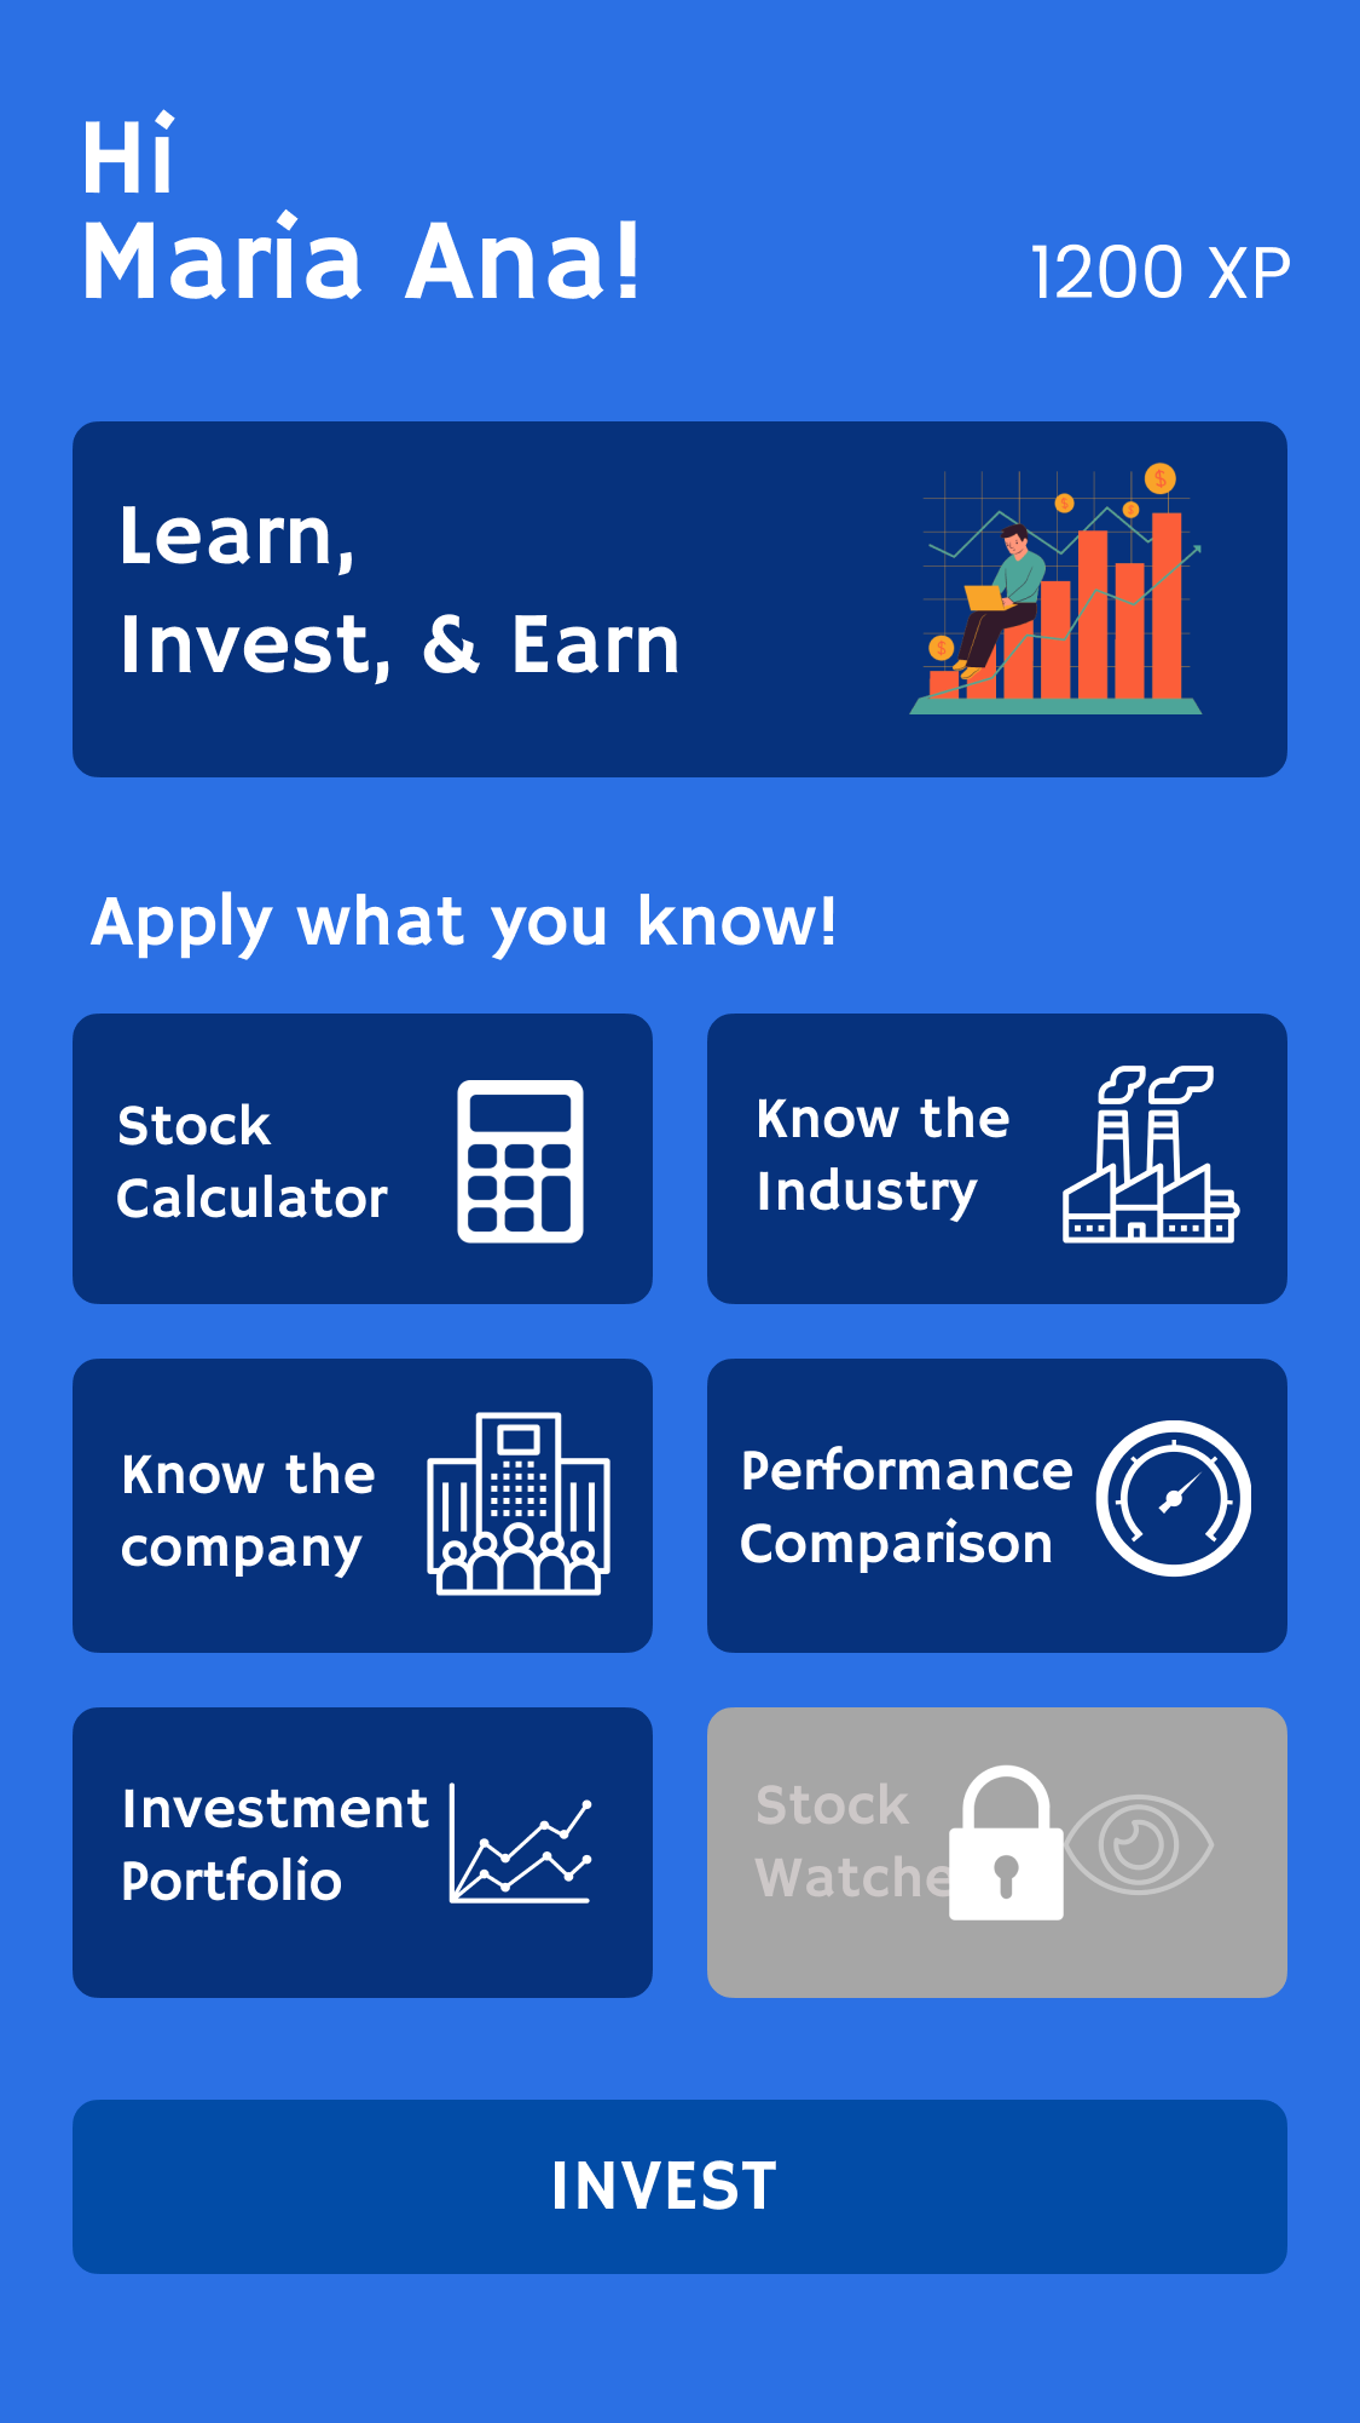 Hi
Maria Ana!
1200 XP
Learn,
Invest, & Earn
Apply what you know!
Stock
Calculator
Know the
Industry
Know the
company
Performance
Comparison
Investment
Portfolio
Stock
Watche
INVEST